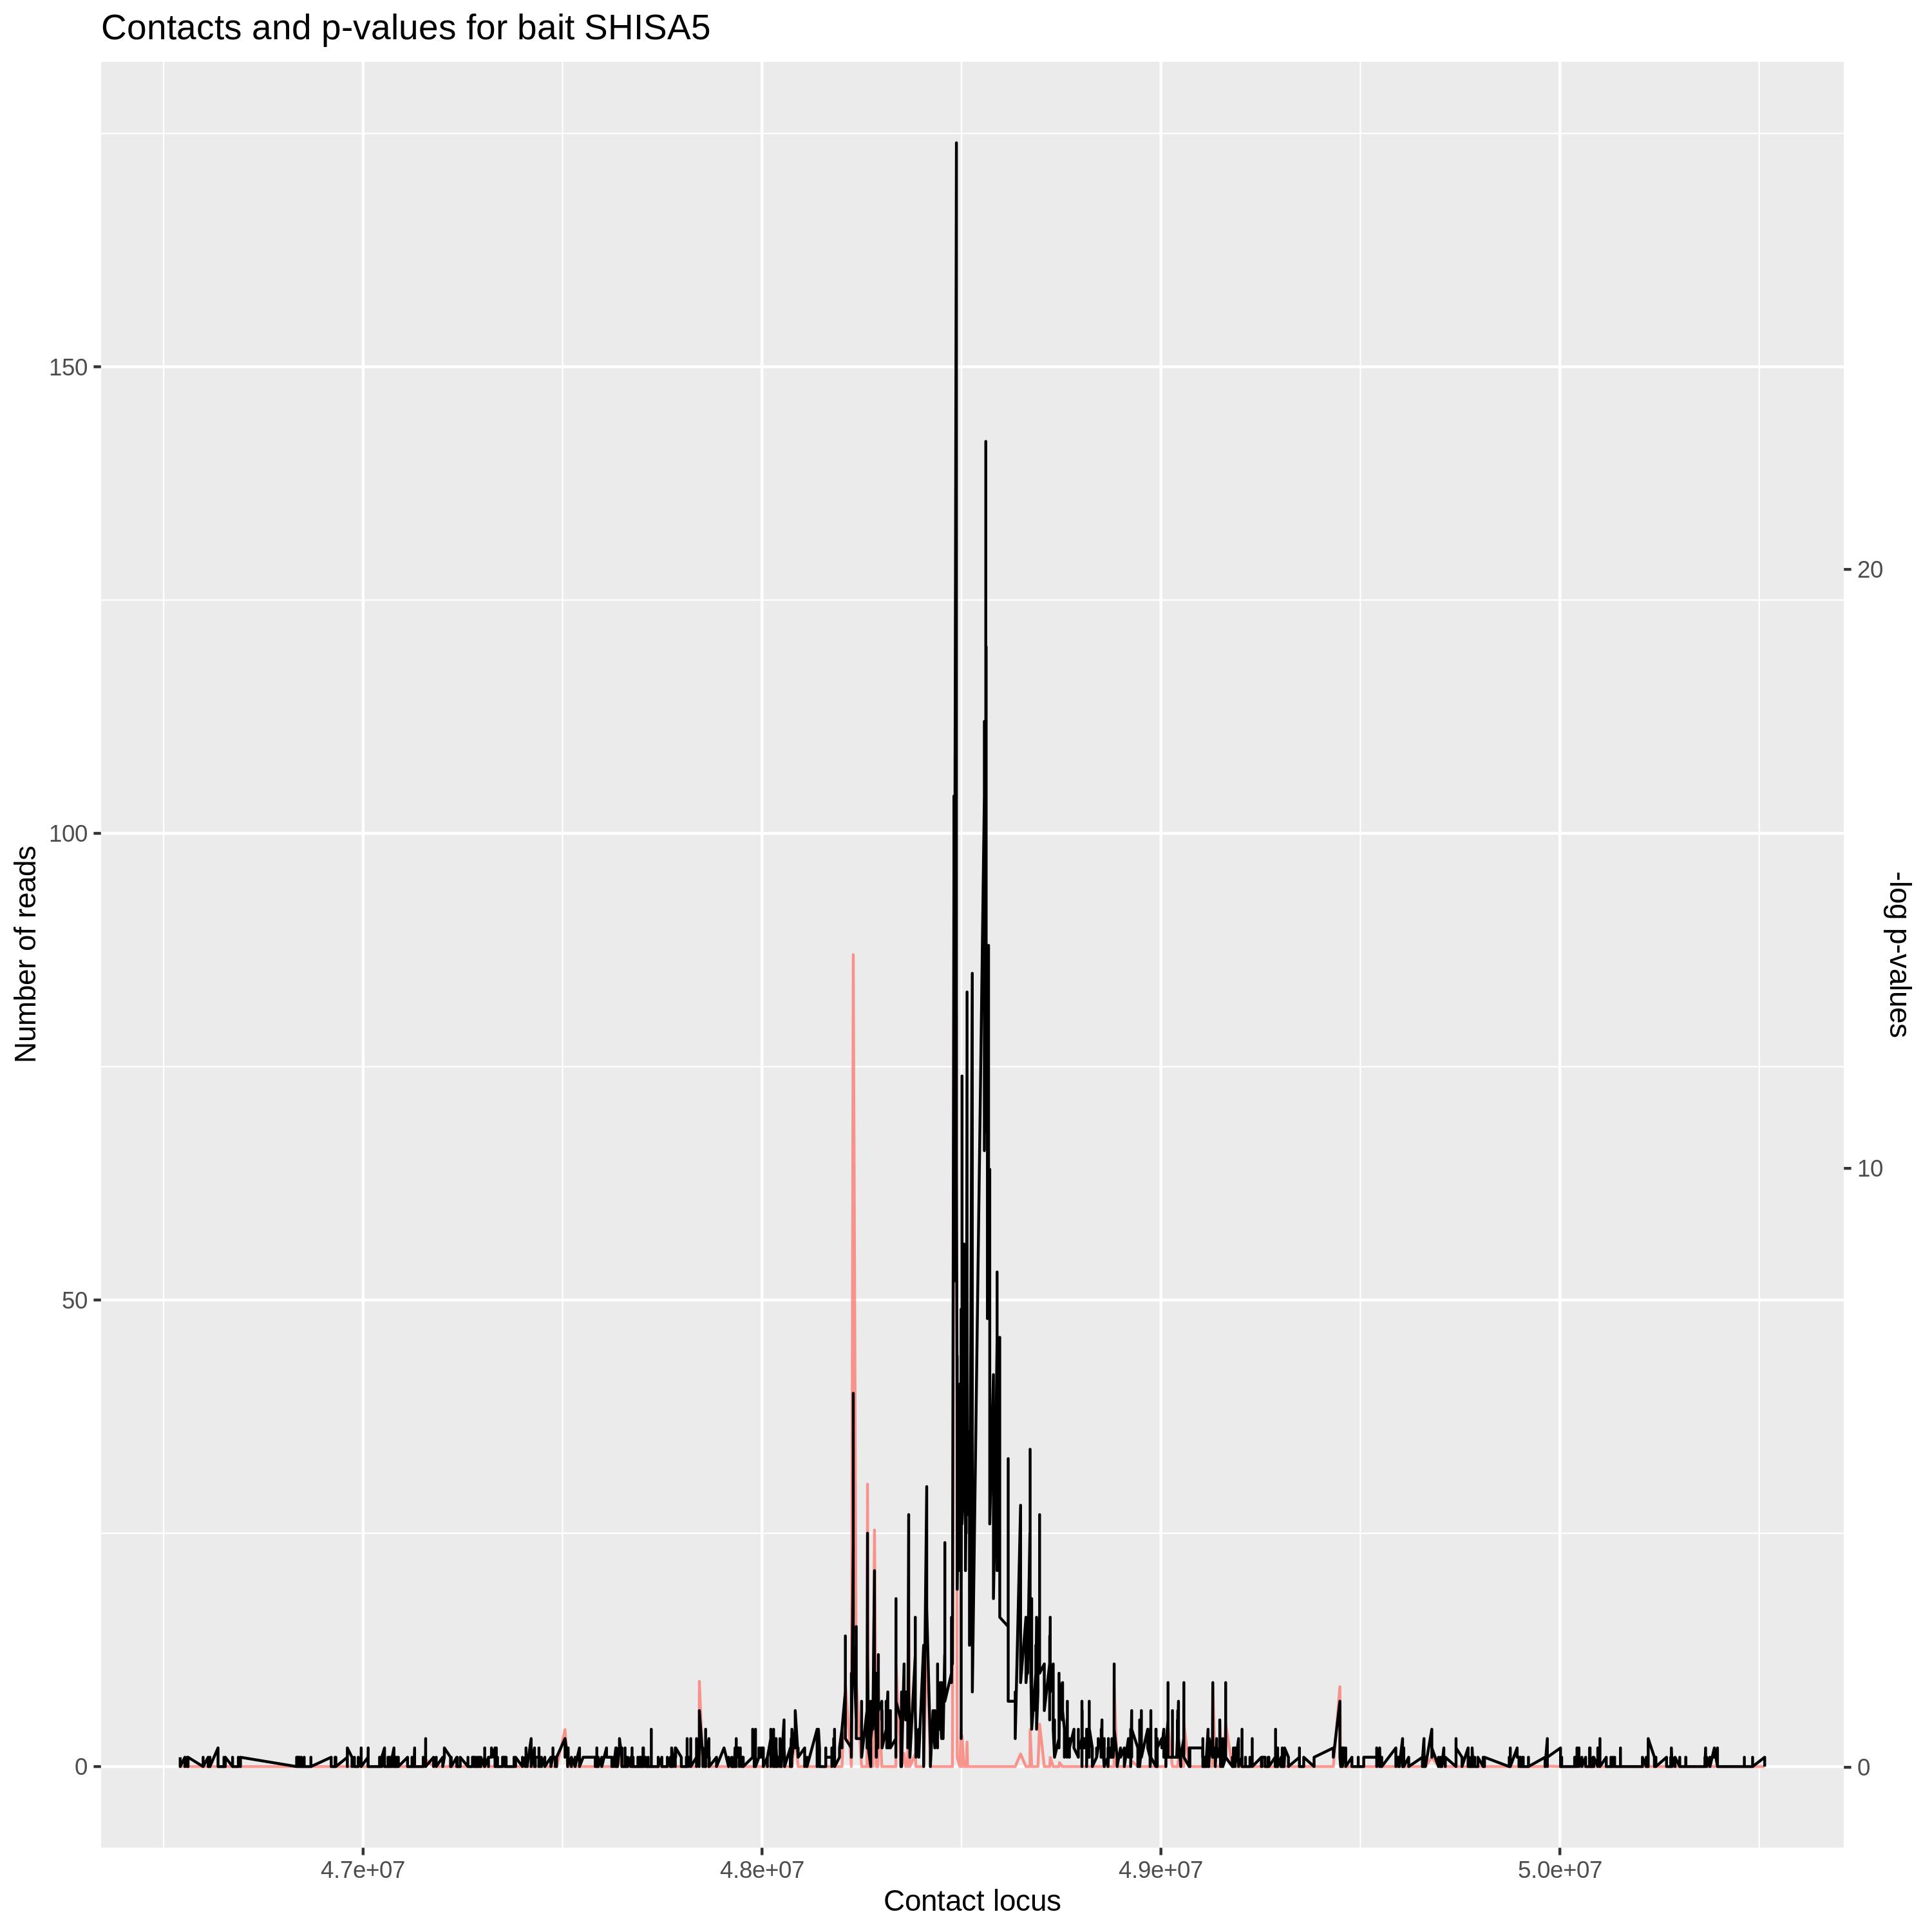 Contacts and p-values for bait SHISA5
150
100
50
0
Number of reads
20
10
0
-log p-values
4.7e+07 4.8e+07 4.9e+07 5.0e+07
Contact locus